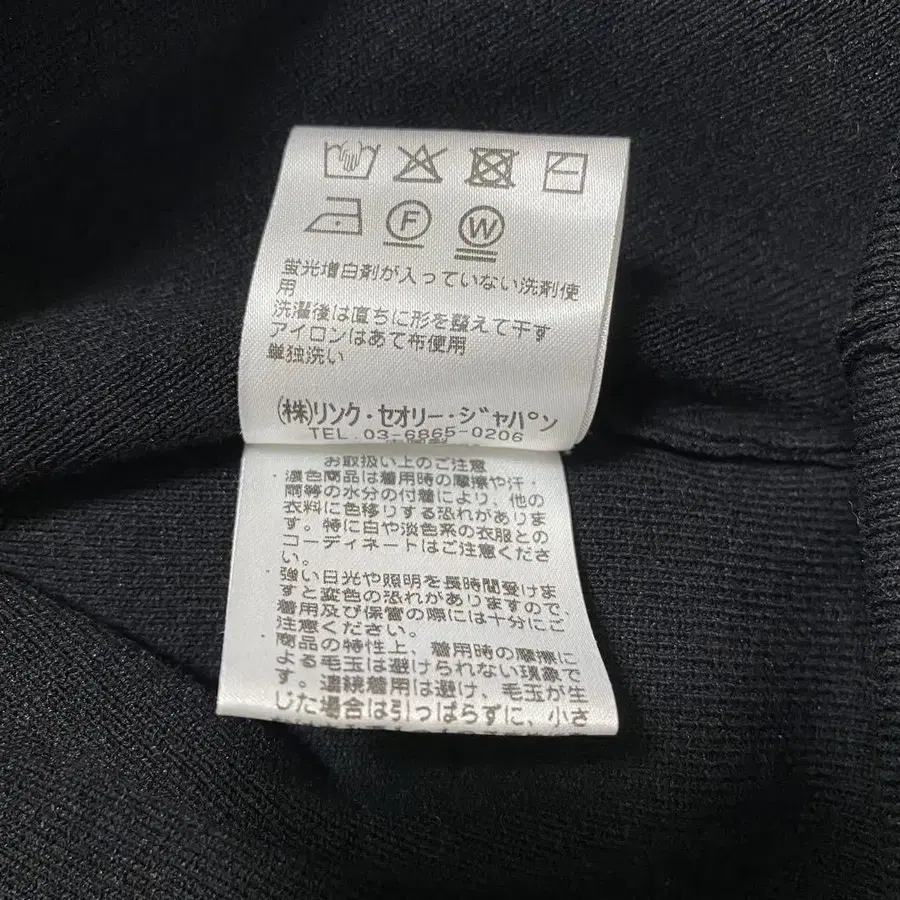 F
W
蛍光増白剤が入っていない洗剤使
用
洗濯後は直ちに形を整えて干す
アイロンはあて布使用
単独洗い
(株)リンク・セオリー・ジャパン
TEL. 03-6865-0206
お取扱い上のご注意
濃色商品は着用時の摩擦や汗・
雨等の水分の付着により、他の
衣料に色移りする恐れがありま
す。特に白や淡色系の衣服との
コーディネートはご注意くださ
い。
強い日光や照明を長時間受けま
すと変色の恐れがありますので、
着用及び保管の際には十分にご
注意ください。
商品の特性上、着用時の摩擦に
よる毛玉は避けられない現象で
す。連続着用は避け、毛玉が生
じた場合は引っぱらずに、小さ